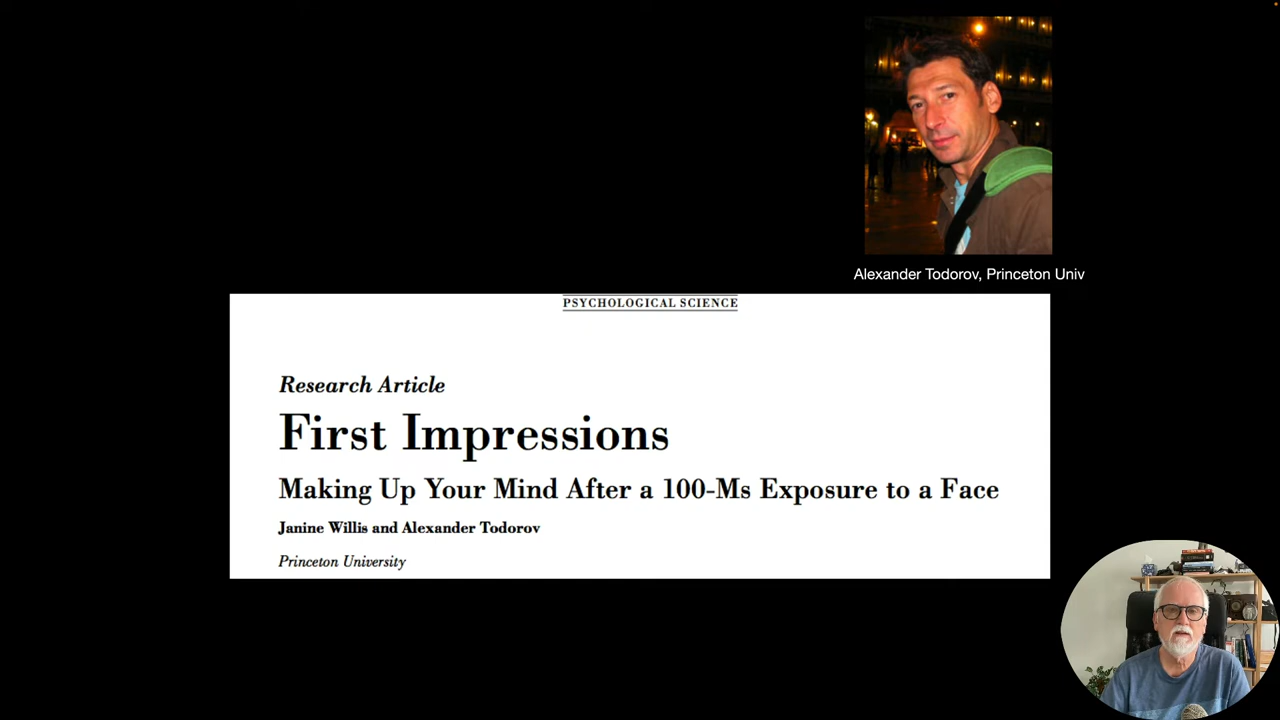 Alexander Todorov, Princeton Univ
PSYCHOLOGICAL SCIENCE
Research Article
First Impressions
Making Up Your Mind After a 100-Ms Exposure to a Face
Janine Willis and Alexander Todorov
Princeton University